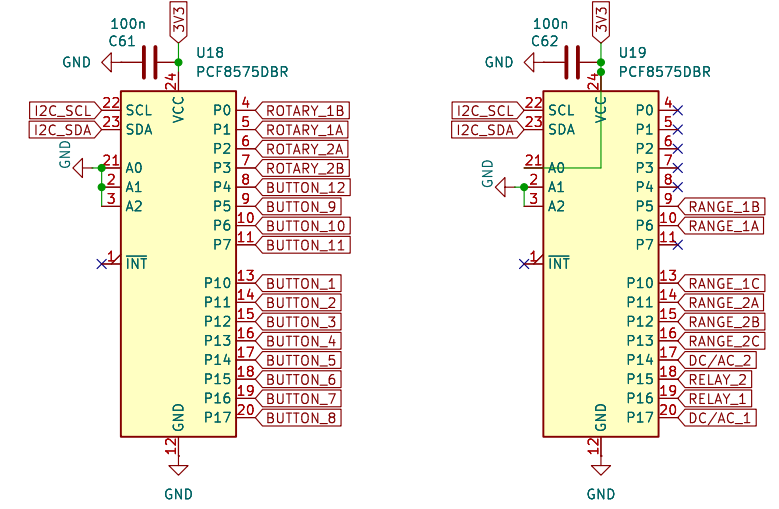 3V3
100n
C61
GND
U18
PCF8575DBR
24
VCC
I2C_SCL
22
SCL
I2C_SDA
23
SDA
GND
21
A0
2
A1
3
A2
1
INT
P0
4
ROTARY_1B
P1
5
ROTARY_1A
P2
6
ROTARY_2A
P3
7
ROTARY_2B
P4
8
BUTTON_12
P5
9
BUTTON_9
P6
10
BUTTON_10
P7
11
BUTTON_11
P10
13
BUTTON_1
P11
14
BUTTON_2
P12
15
BUTTON_3
P13
16
BUTTON_4
P14
17
BUTTON_5
P15
18
BUTTON_6
P16
19
BUTTON_7
P17
20
BUTTON_8
GND
12
GND
3V3
100n
C62
GND
U19
PCF8575DBR
24
VCC
I2C_SCL
22
SCL
I2C_SDA
23
SDA
GND
21
A0
2
A1
3
A2
1
INT
P0
4
P1
5
P2
6
P3
7
P4
8
P5
9
RANGE_1B
P6
10
RANGE_1A
P7
11
P10
13
RANGE_1C
P11
14
RANGE_2A
P12
15
RANGE_2B
P13
16
RANGE_2C
P14
17
DC/AC_2
P15
18
RELAY_2
P16
19
RELAY_1
P17
20
DC/AC_1
GND
12
GND